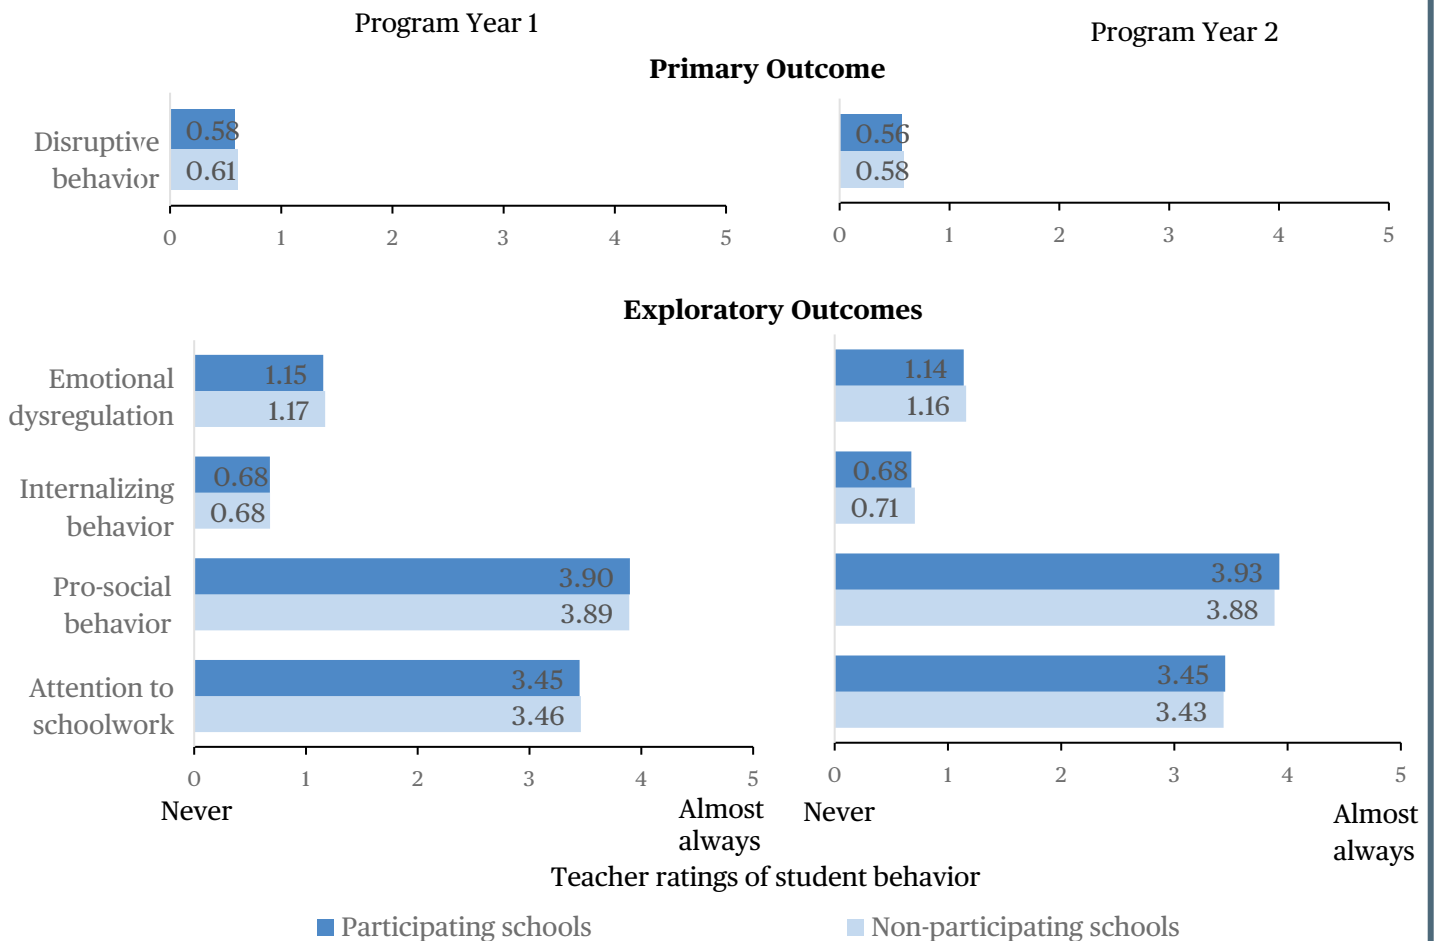 Program Year 1
Program Year 2
Primary Outcome
Disruptive
behavior
0.58
0.61
0 1 2 3 4 5
0.56
0.58
0 1 2 3 4 5
Exploratory Outcomes
Emotional
dysregulation
1.15
1.17
Internalizing
behavior
0.68
0.68
Pro-social
behavior
3.90
3.89
Attention to
schoolwork
3.45
3.46
0 1 2 3 4 5
Never
Almost
always
1.14
1.16
0.68
0.71
3.93
3.88
3.45
3.43
0 1 2 3 4 5
Never
Almost
always
Teacher ratings of student behavior
Participating schools
Non-participating schools